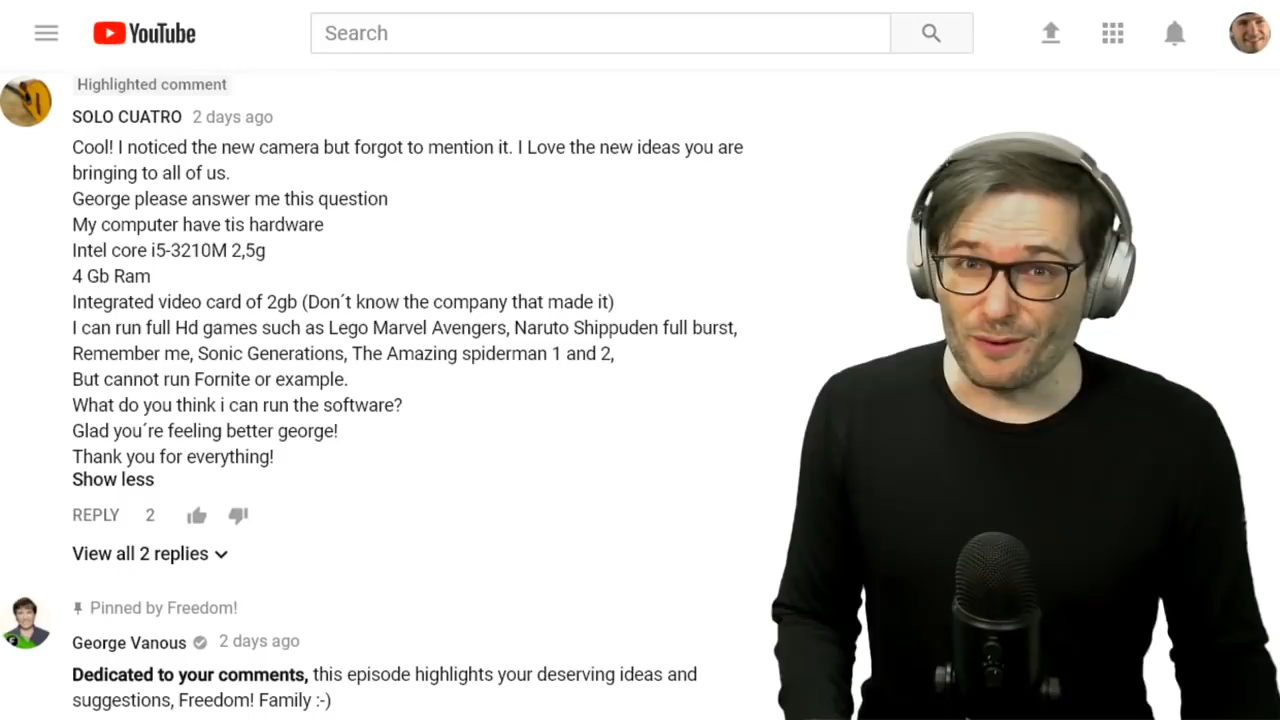 YouTube
Search
Highlighted comment
SOLO CUATRO 2 days ago
Cool! I noticed the new camera but forgot to mention it. I Love the new ideas you are
bringing to all of us.
George please answer me this question
My computer have tis hardware
Intel core i5-3210M 2,5g
4 Gb Ram
Integrated video card of 2gb (Don´t know the company that made it)
I can run full Hd games such as Lego Marvel Avengers, Naruto Shippuden full burst,
Remember me, Sonic Generations, The Amazing spiderman 1 and 2,
But cannot run Fornite or example.
What do you think i can run the software?
Glad you´re feeling better george!
Thank you for everything!
Show less
REPLY 2
View all 2 replies
Pinned by Freedom!
George Vanous 2 days ago
Dedicated to your comments, this episode highlights your deserving ideas and
suggestions, Freedom! Family :-)